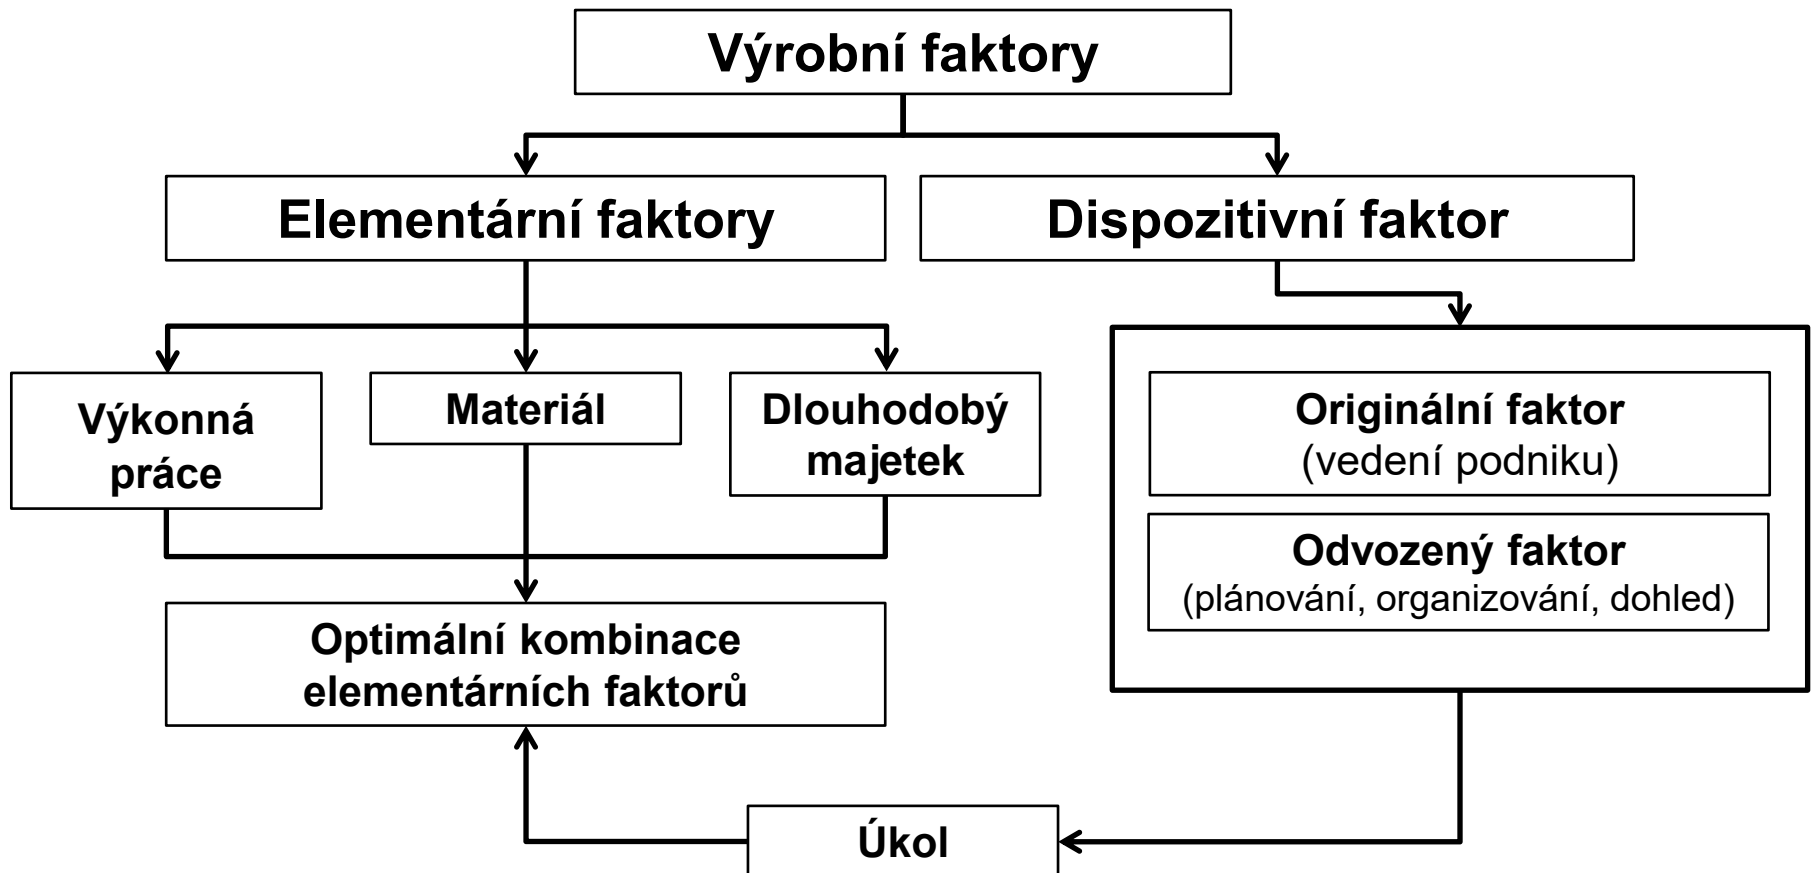 Výrobní faktory
Elementární faktory
Dispozitivní faktor
Výkonná
práce
Materiál
Dlouhodobý
majetek
Originální faktor
(vedení podniku)
Odvozený faktor
(plánování, organizování, dohled)
Optimální kombinace
elementárních faktorů
Úkol